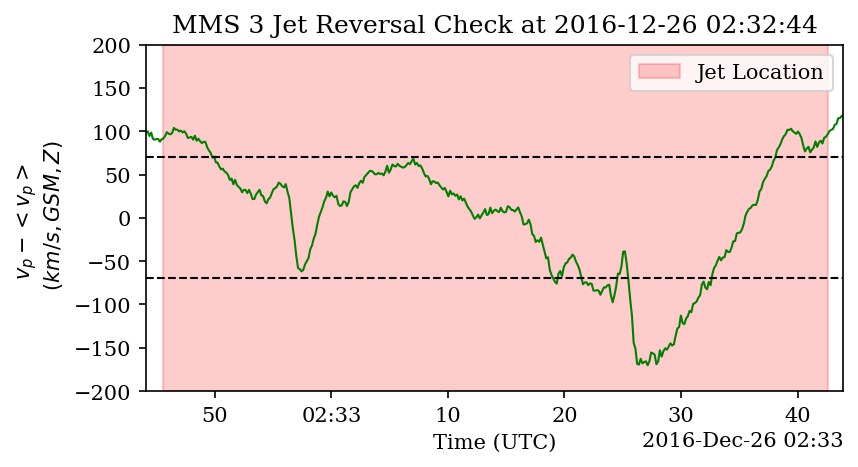 MMS 3 Jet Reversal Check at 2016-12-26 02:32:44
Jet Location
200
150
100
50
0
−50
−100
−150
−200
v_p − < v_p >
(km/s, GSM, Z)
50
02:33
10
20
30
40
Time (UTC)
2016-Dec-26 02:33